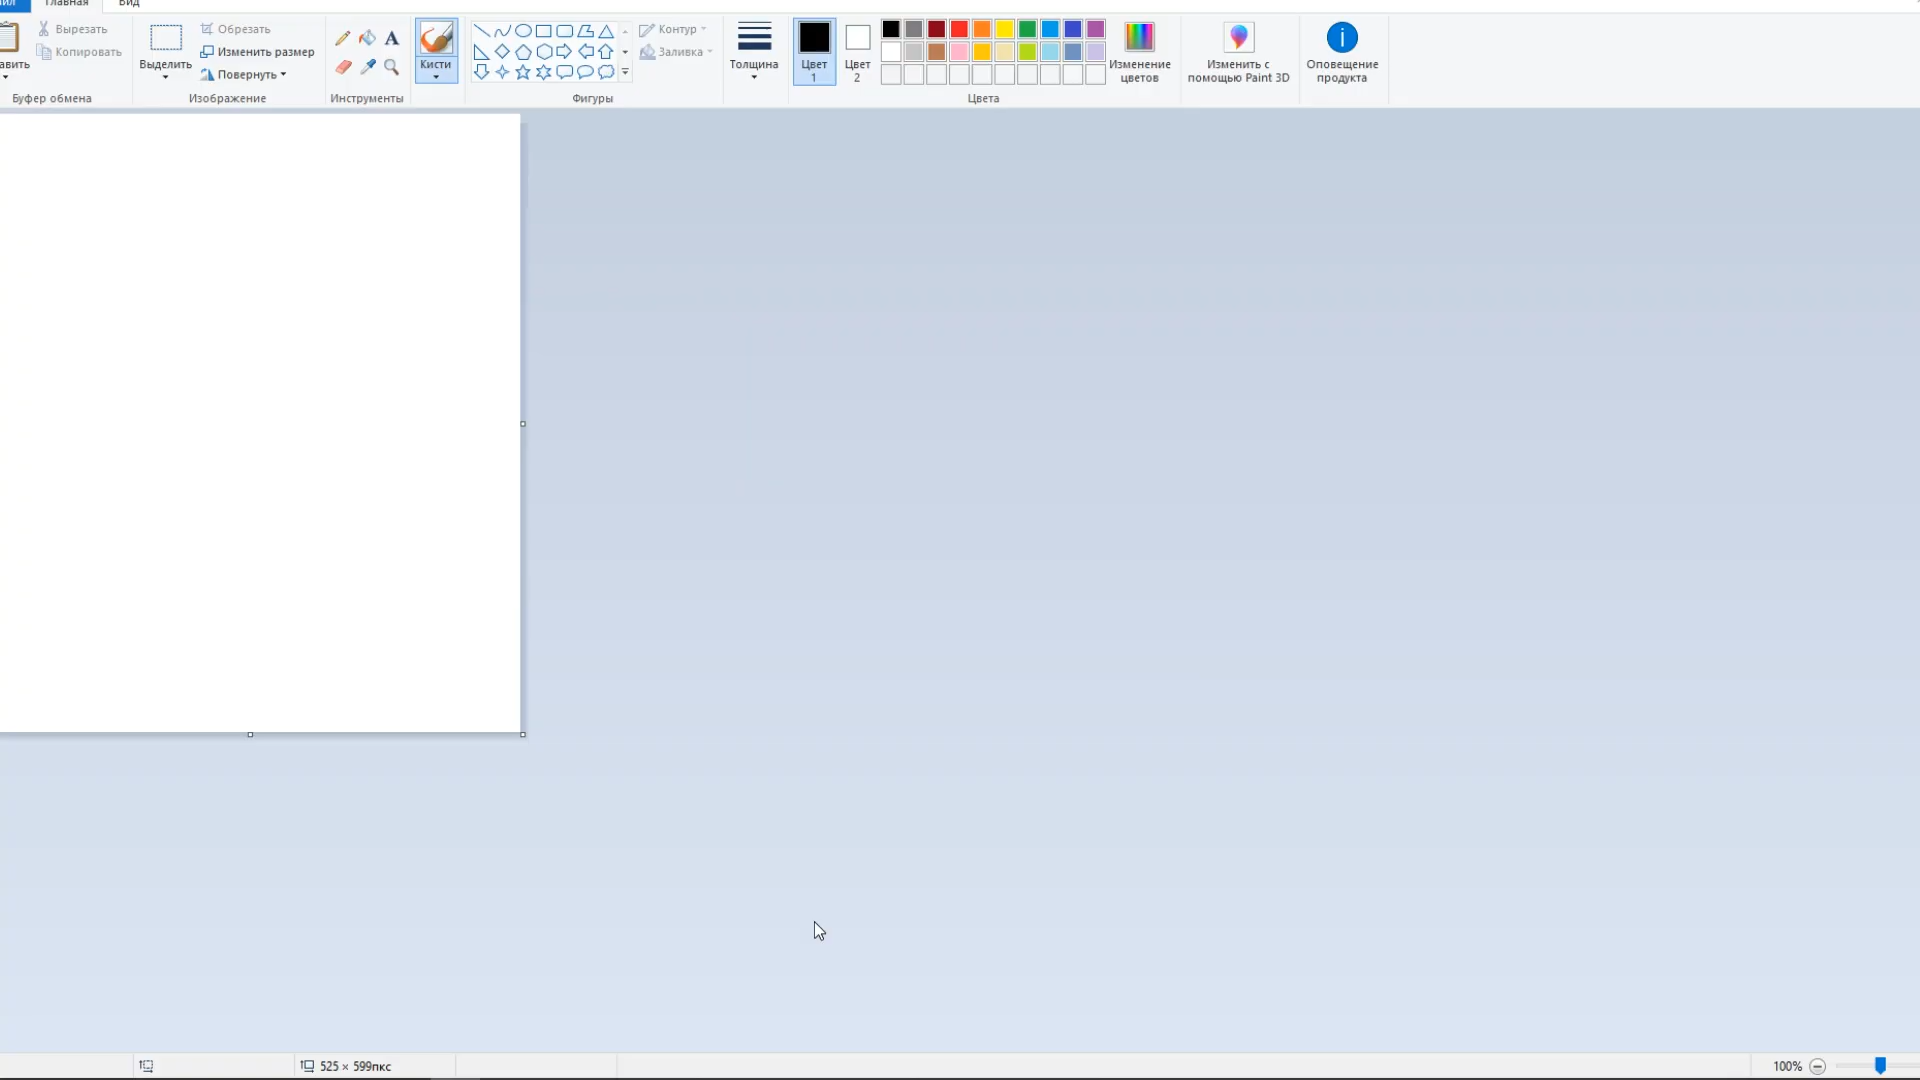 айл Главная Вид
авить
Вырезать
Копировать
Буфер обмена
Выделить
Обрезать
Изменить размер
Повернуть
Изображение
A
Инструменты
Кисти
Контур
Заливка
Фигуры
Толщина
Цвет
1
Цвет
2
Изменение
цветов
Цвета
Изменить с
помощью Paint 3D
Оповещение
продукта
525 × 599пкс
100%